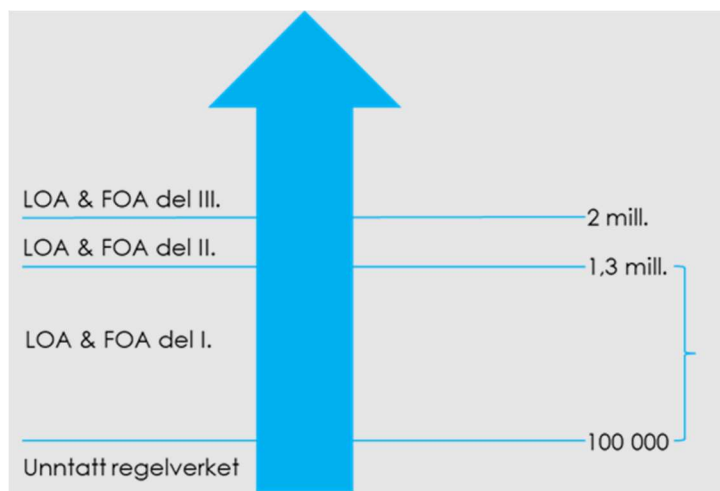 LOA & FOA del III.
2 mill.
LOA & FOA del II.
1,3 mill.
LOA & FOA del I.
100 000
Unntatt regelverket